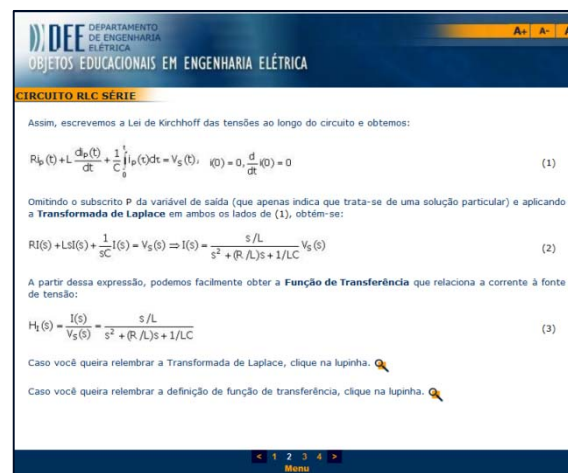 DEE DEPARTAMENTO
DE ENGENHARIA
ELÉTRICA
A+ A-
OBJETOS EDUCACIONAIS EM ENGENHARIA ELÉTRICA
CIRCUITO RLC SÉRIE
Assim, escrevemos a Lei de Kirchhoff das tensões ao longo do circuito e obtemos:
Ri_P(t) + L di_P(t)/dt + 1/C ∫₀ᵗ i_P(τ)dτ = V_S(t), i(0) = 0, d/dt i(0) = 0 (1)
Omitindo o subscrito P da variável de saída (que apenas indica que trata-se de uma solução particular) e aplicando
a Transformada de Laplace em ambos os lados de (1), obtém-se:
RI(s) + LsI(s) + 1/sC I(s) = V_S(s) ⇒ I(s) = s/L / s² + (R/L)s + 1/LC V_S(s) (2)
A partir dessa expressão, podemos facilmente obter a Função de Transferência que relaciona a corrente à fonte
de tensão:
H_I(s) = I(s)/V_S(s) = s/L / s² + (R/L)s + 1/LC (3)
Caso você queira relembrar a Transformada de Laplace, clique na lupinha.
Caso você queira relembrar a definição de função de transferência, clique na lupinha.
< 1 2 3 4 >
Menu